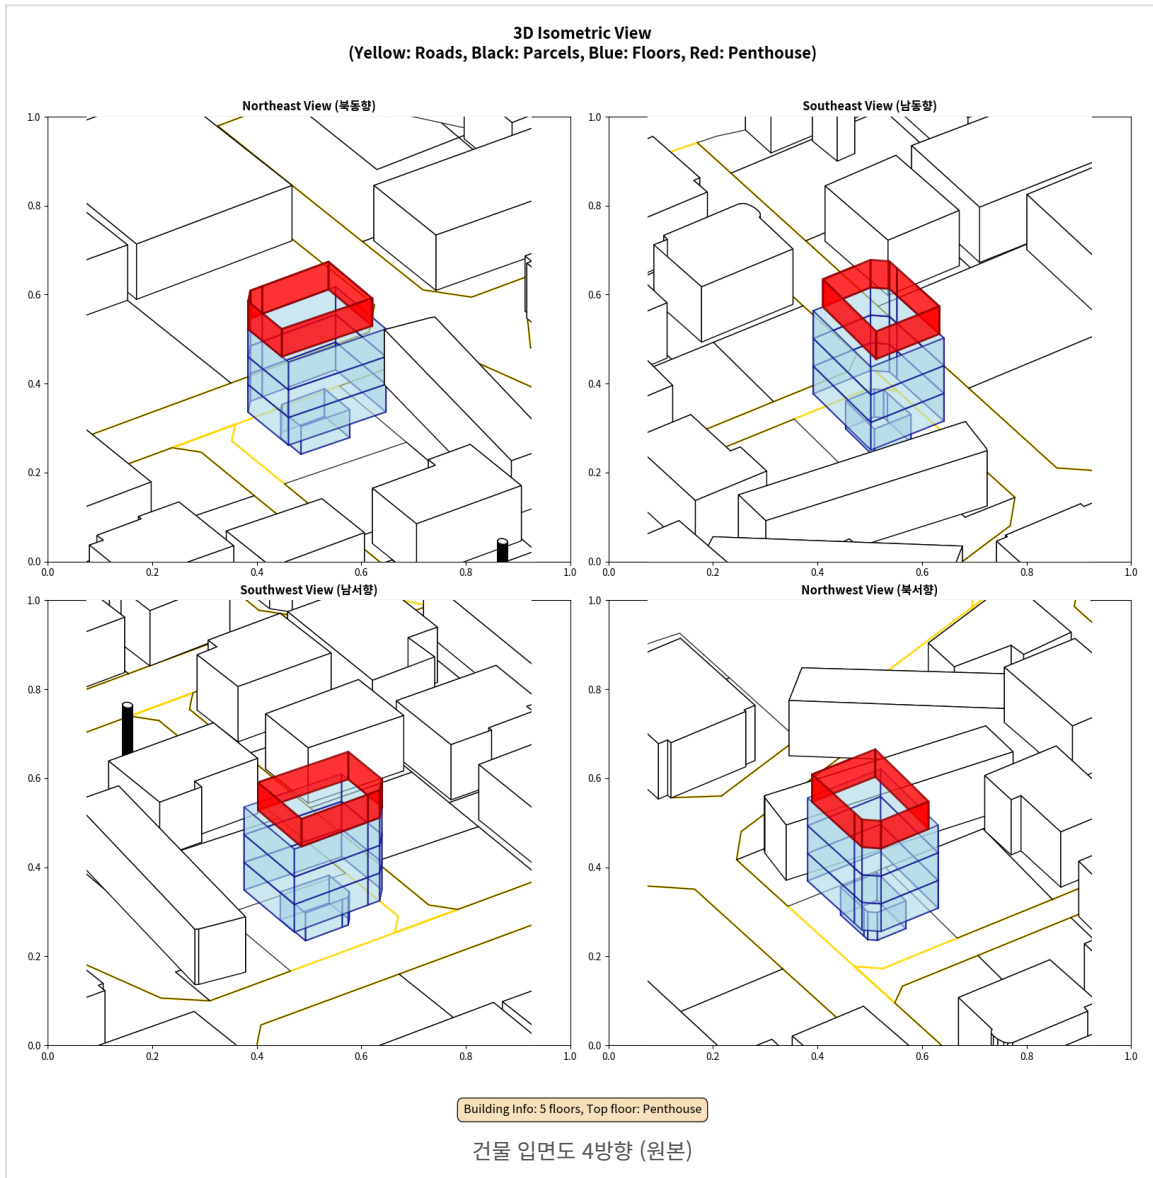 3D Isometric View
(Yellow: Roads, Black: Parcels, Blue: Floors, Red: Penthouse)
Northeast View (북동향)
1.0
0.8
0.6
0.4
0.2
0.0
0.0 0.2 0.4 0.6 0.8 1.0
Southeast View (남동향)
1.0
0.8
0.6
0.4
0.2
0.0
0.0 0.2 0.4 0.6 0.8 1.0
Southwest View (남서향)
1.0
0.8
0.6
0.4
0.2
0.0
0.0 0.2 0.4 0.6 0.8 1.0
Northwest View (북서향)
1.0
0.8
0.6
0.4
0.2
0.0
0.0 0.2 0.4 0.6 0.8 1.0
Building Info: 5 floors, Top floor: Penthouse
건물 입면도 4방향 (원본)